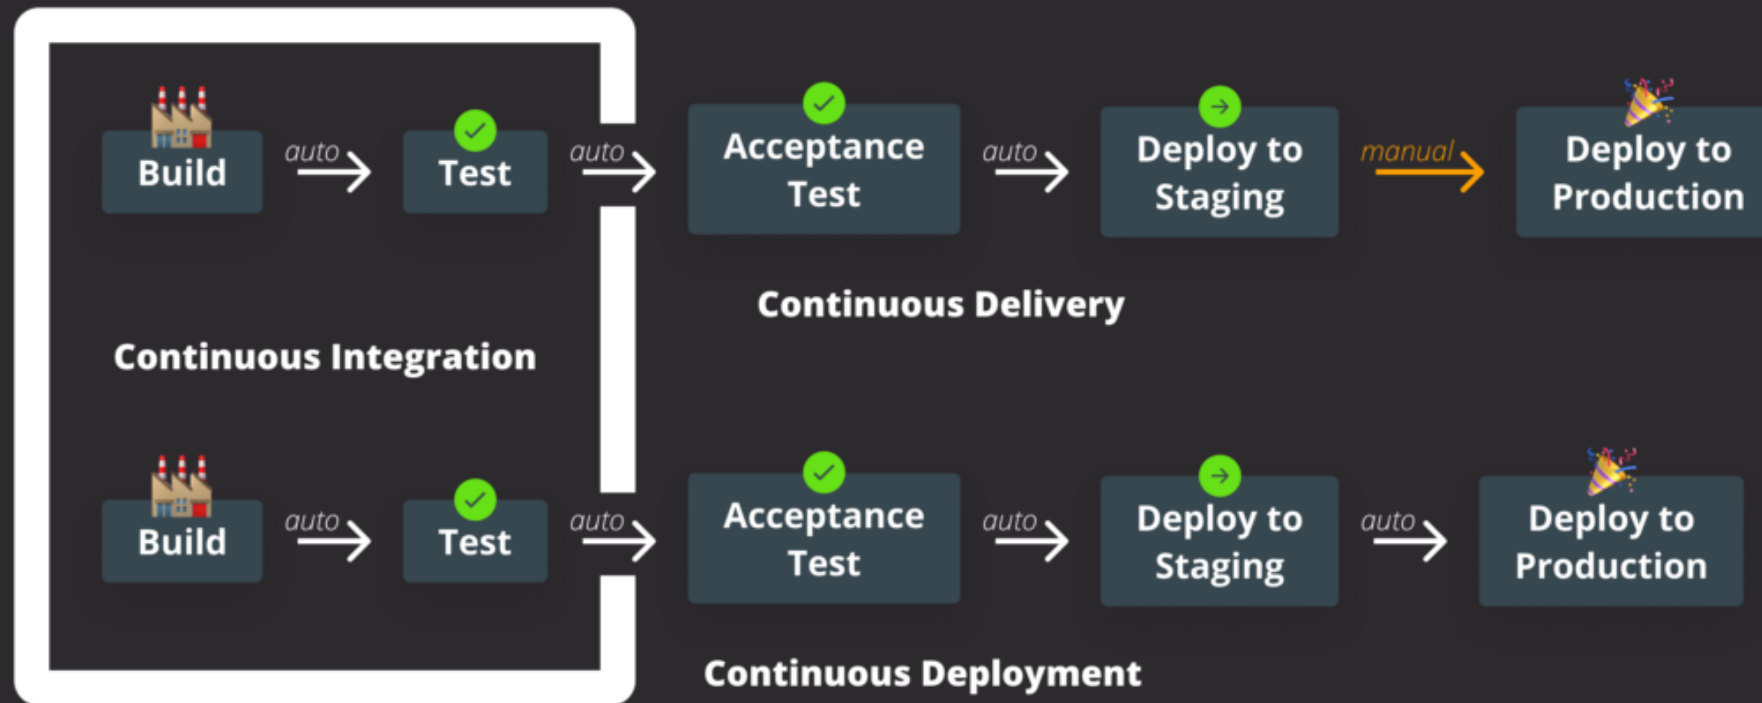 Build
auto
Test
auto
Acceptance
Test
auto
Deploy to
Staging
manual
Deploy to
Production
Continuous Delivery
Continuous Integration
Build
auto
Test
auto
Acceptance
Test
auto
Deploy to
Staging
auto
Deploy to
Production
Continuous Deployment